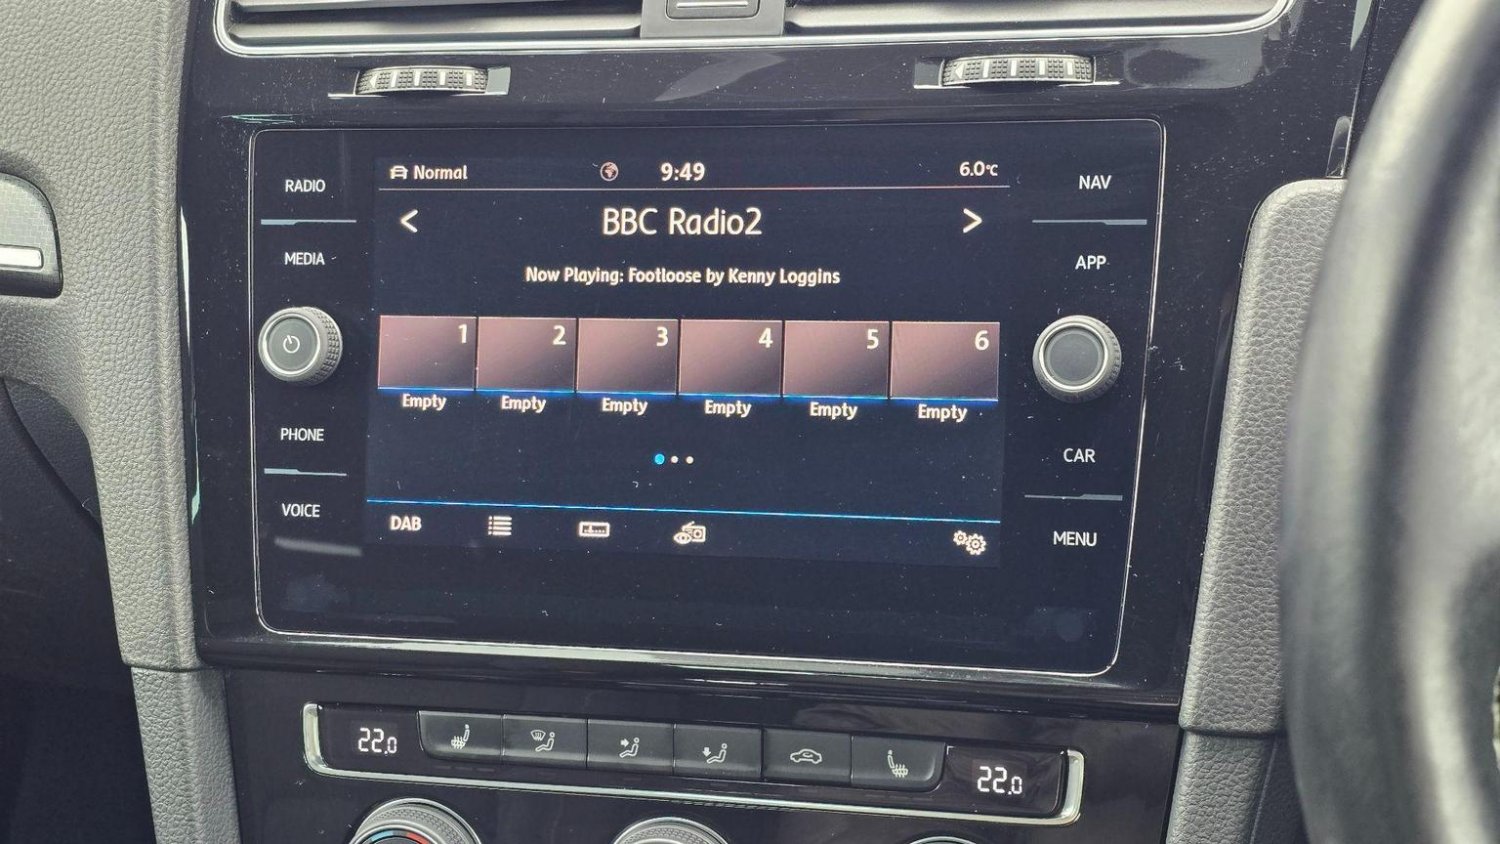 RADIO
MEDIA
PHONE
VOICE
Normal 9:49 6.0°C
< BBC Radio2 >
Now Playing: Footloose by Kenny Loggins
1 2 3 4 5 6
Empty Empty Empty Empty Empty Empty
DAB
NAV
APP
CAR
MENU
22.0 22.0